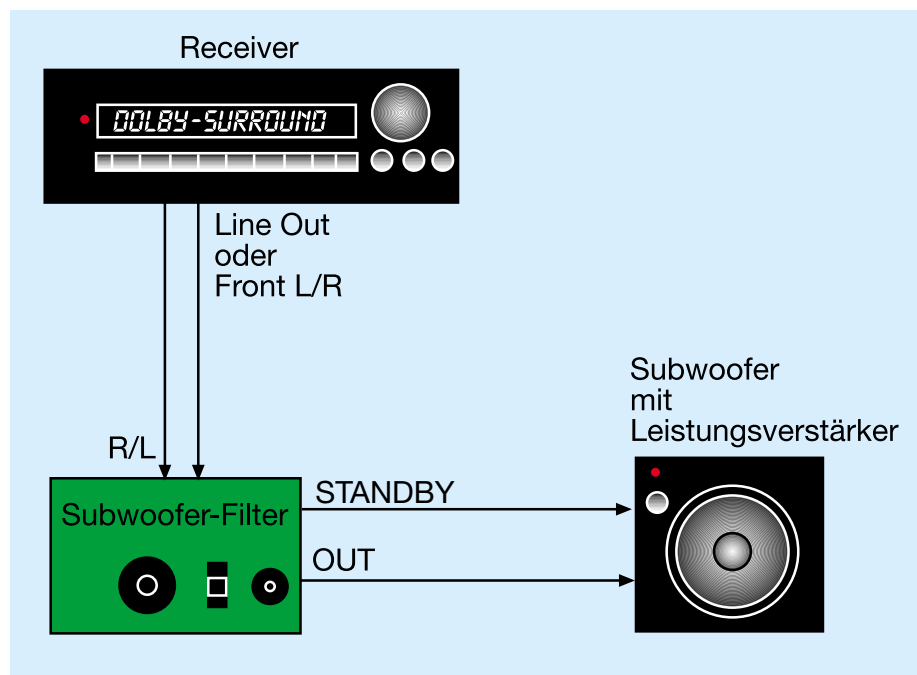 Receiver
DOLBY-SURROUND
Line Out
oder
Front L/R
Subwoofer
mit
Leistungsverstärker
R/L
STANDBY
Subwoofer-Filter
OUT